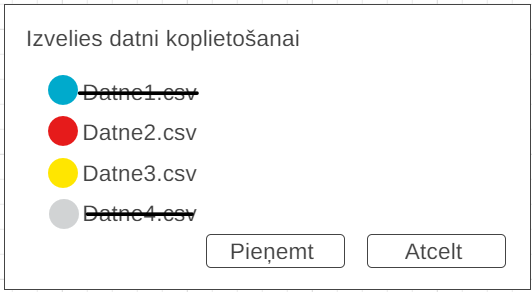 Izvelies datni koplietošanai
Datne1.csv
Datne2.csv
Datne3.csv
Datne4.csv
Pieņemt
Atcelt